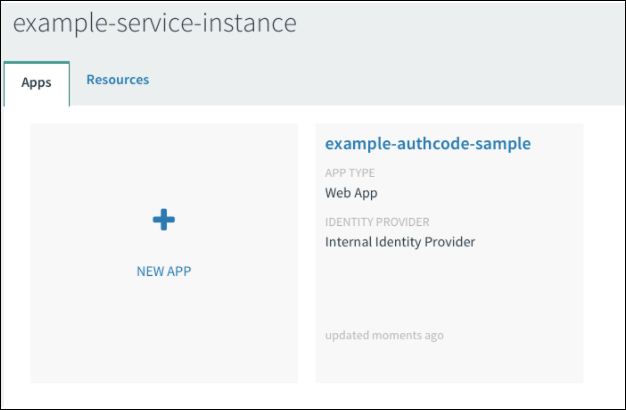 example-service-instance
Apps
Resources
NEW APP
example-authcode-sample
APP TYPE
Web App
IDENTITY PROVIDER
Internal Identity Provider
updated moments ago